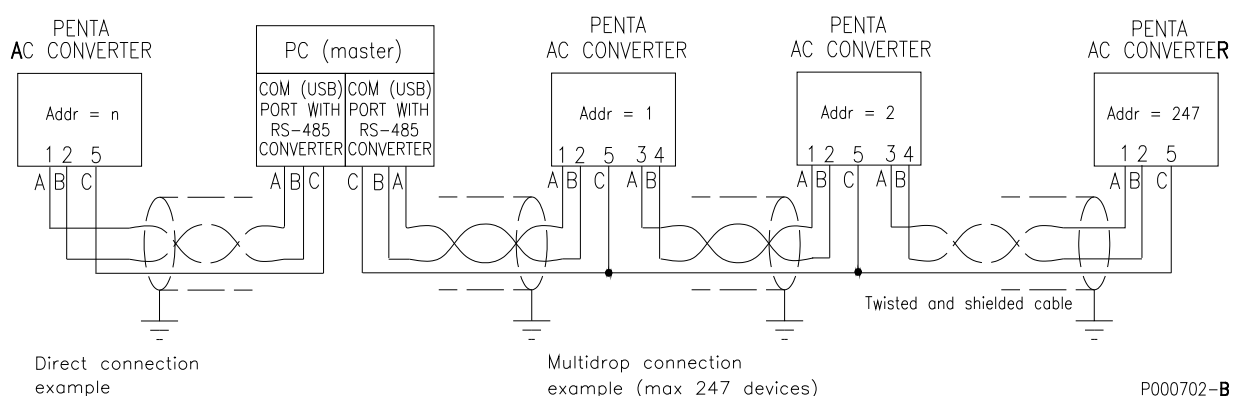 PENTA
AC CONVERTER
Addr = n
1 2 5
A B C
PC (master)
COM (USB)
PORT WITH
RS-485
CONVERTER
COM (USB)
PORT WITH
RS-485
CONVERTER
A B C
C B A
PENTA
AC CONVERTER
Addr = 1
1 2 5 3 4
A B C A B
PENTA
AC CONVERTER
Addr = 2
1 2 5 3 4
A B C A B
PENTA
AC CONVERTER
Addr = 247
1 2 5
A B C
Twisted and shielded cable
Direct connection
example
Multidrop connection
example (max 247 devices)
P000702-B